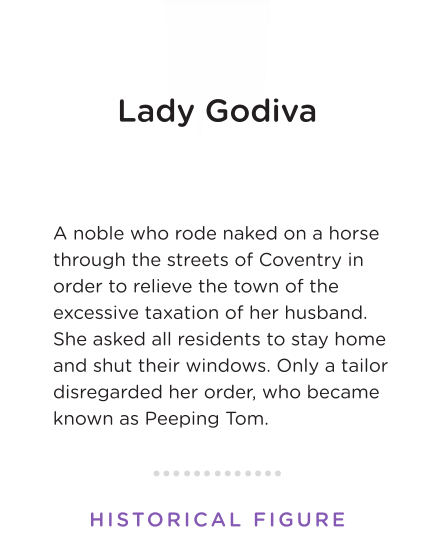 Lady Godiva
A noble who rode naked on a horse
through the streets of Coventry in
order to relieve the town of the
excessive taxation of her husband.
She asked all residents to stay home
and shut their windows. Only a tailor
disregarded her order, who became
known as Peeping Tom.
HISTORICAL FIGURE